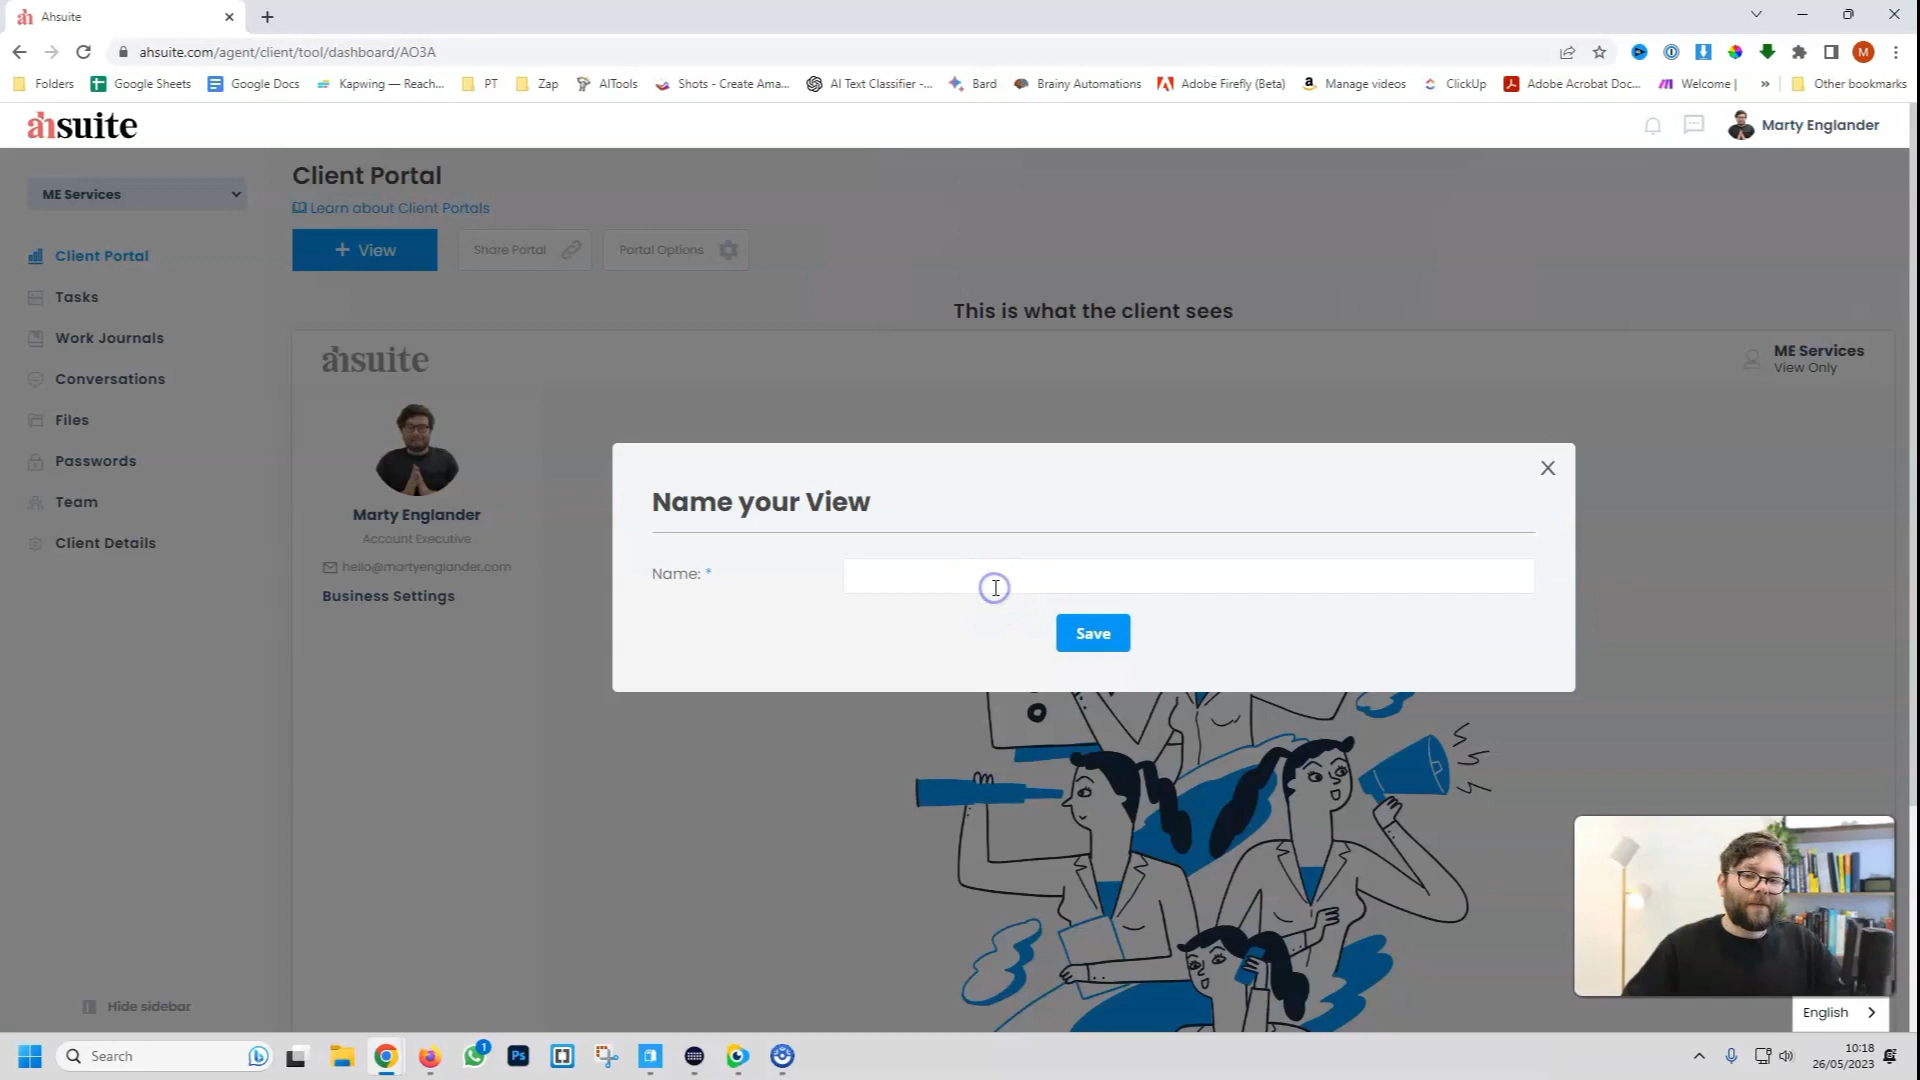 Ahsuite
ahsuite.com/agent/client/tool/dashboard/AO3A
Folders
Google Sheets
Google Docs
Kapwing — Reach...
PT
Zap
AITools
Shots - Create Ama...
AI Text Classifier -...
Bard
Brainy Automations
Adobe Firefly (Beta)
Manage videos
ClickUp
Adobe Acrobat Doc...
Welcome |
»
Other bookmarks
M
ahsuite
Marty Englander
ME Services
Client Portal
Tasks
Work Journals
Conversations
Files
Passwords
Team
Client Details
Hide sidebar
Client Portal
Learn about Client Portals
+ View
Share Portal
Portal Options
This is what the client sees
ahsuite
ME Services
View Only
Marty Englander
Account Executive
hello@martyenglander.com
Business Settings
Name your View
Name: *
Save
English
Search
1
Ps
10:18
26/05/2023